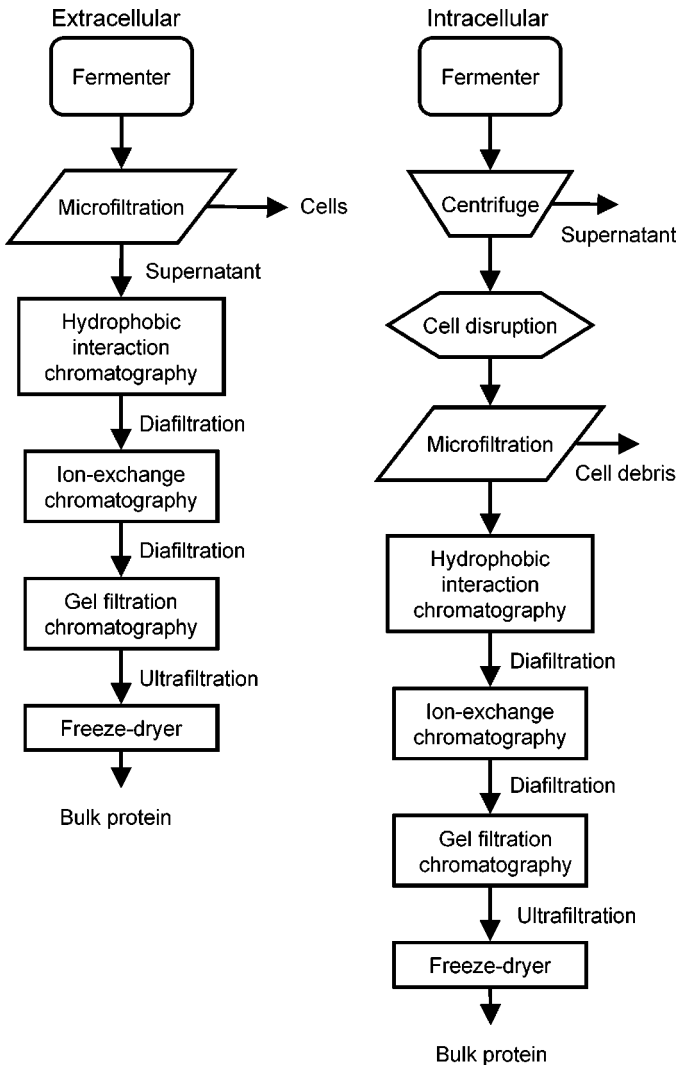 Extracellular
Fermenter
Microfiltration
Cells
Supernatant
Hydrophobic
interaction
chromatography
Diafiltration
Ion-exchange
chromatography
Diafiltration
Gel filtration
chromatography
Ultrafiltration
Freeze-dryer
Bulk protein
Intracellular
Fermenter
Centrifuge
Supernatant
Cell disruption
Microfiltration
Cell debris
Hydrophobic
interaction
chromatography
Diafiltration
Ion-exchange
chromatography
Diafiltration
Gel filtration
chromatography
Ultrafiltration
Freeze-dryer
Bulk protein